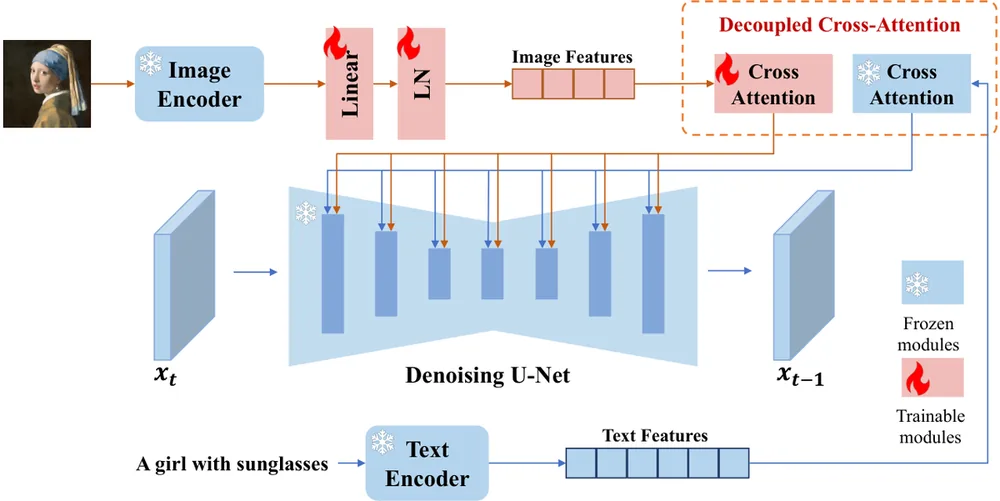 Decoupled Cross-Attention
Image
Encoder
Linear
LN
Image Features
Cross
Attention
Cross
Attention
x_t
Denoising U-Net
x_{t−1}
Frozen
modules
Trainable
modules
A girl with sunglasses
Text
Encoder
Text Features